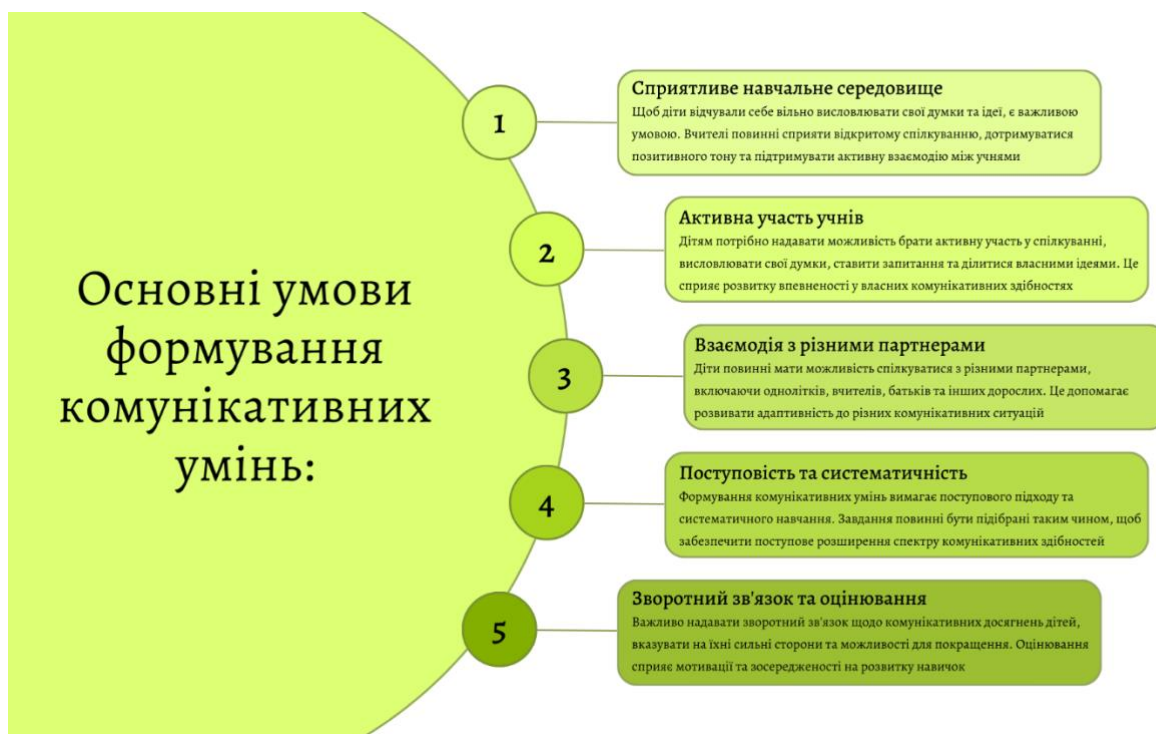 Основні умови
формування
комунікативних
умінь:
1
Сприятливе навчальне середовище
Щоб діти відчували себе вільно висловлювати свої думки та ідеї, є важливою
умовою. Вчителі повинні сприяти відкритому спілкуванню, дотримуватися
позитивного тону та підтримувати активну взаємодію між учнями
2
Активна участь учнів
Дітям потрібно надавати можливість брати активну участь у спілкуванні,
висловлювати свої думки, ставити запитання та ділитися власними ідеями. Це
сприяє розвитку впевненості у власних комунікативних здібностях
3
Взаємодія з різними партнерами
Діти повинні мати можливість спілкуватися з різними партнерами,
включаючи однолітків, вчителів, батьків та інших дорослих. Це допомагає
розвивати адаптивність до різних комунікативних ситуацій
4
Поступовість та систематичність
Формування комунікативних умінь вимагає поступового підходу та
систематичного навчання. Завдання повинні бути підібрані таким чином, щоб
забезпечити поступове розширення спектру комунікативних здібностей
5
Зворотний зв'язок та оцінювання
Важливо надавати зворотний зв'язок щодо комунікативних досягнень дітей,
вказувати на їхні сильні сторони та можливості для покращення. Оцінювання
сприяє мотивації та зосередженості на розвитку навичок